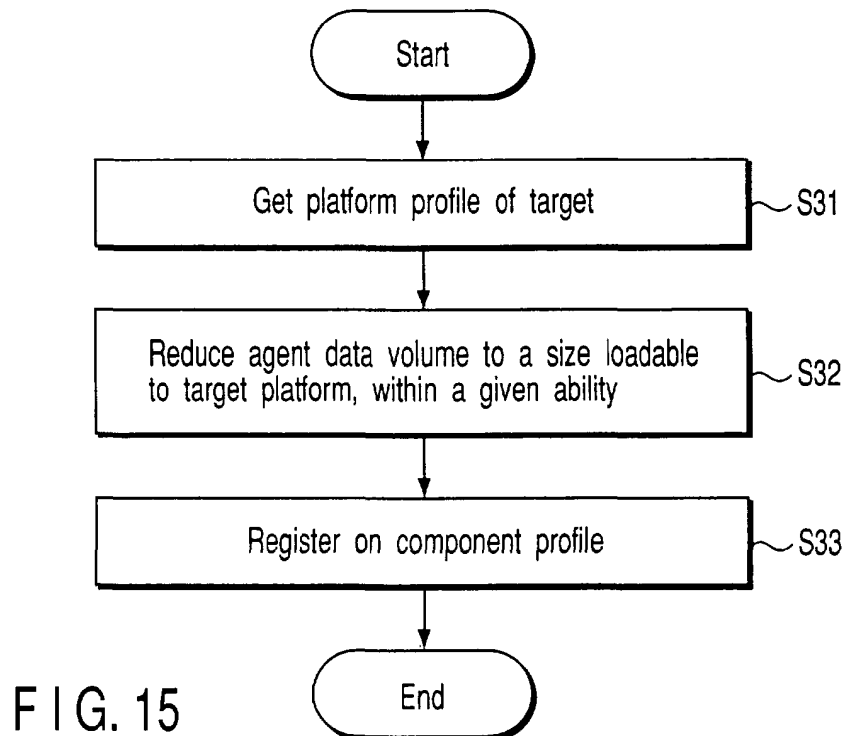 Start
Get platform profile of target
S31
Reduce agent data volume to a size loadable
to target platform, within a given ability
S32
Register on component profile
S33
End
FIG. 15